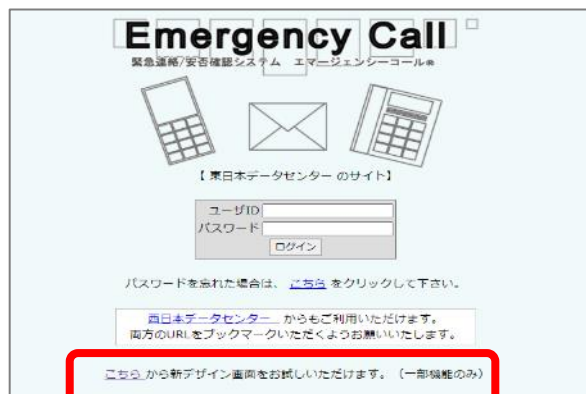 Emergency Call
緊急連絡/安否確認システム エマージェンシーコール®
【 東日本データセンター のサイト】
ユーザID
パスワード
ログイン
パスワードを忘れた場合は、 こちら をクリックして下さい。
西日本データセンター からもご利用いただけます。
両方のURLをブックマークいただくようお願いいたします。
こちら から新デザイン画面をお試しいただけます。（一部機能のみ）